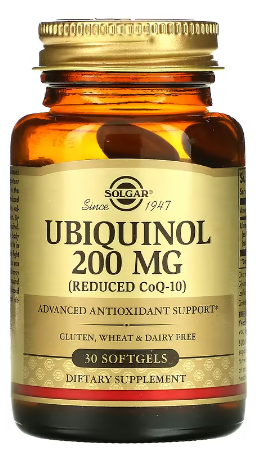 SOLGAR®
Since 1947
UBIQUINOL
200 MG
(REDUCED CoQ-10)
ADVANCED ANTIOXIDANT SUPPORT*
GLUTEN, WHEAT & DAIRY FREE
30 SOFTGELS
DIETARY SUPPLEMENT